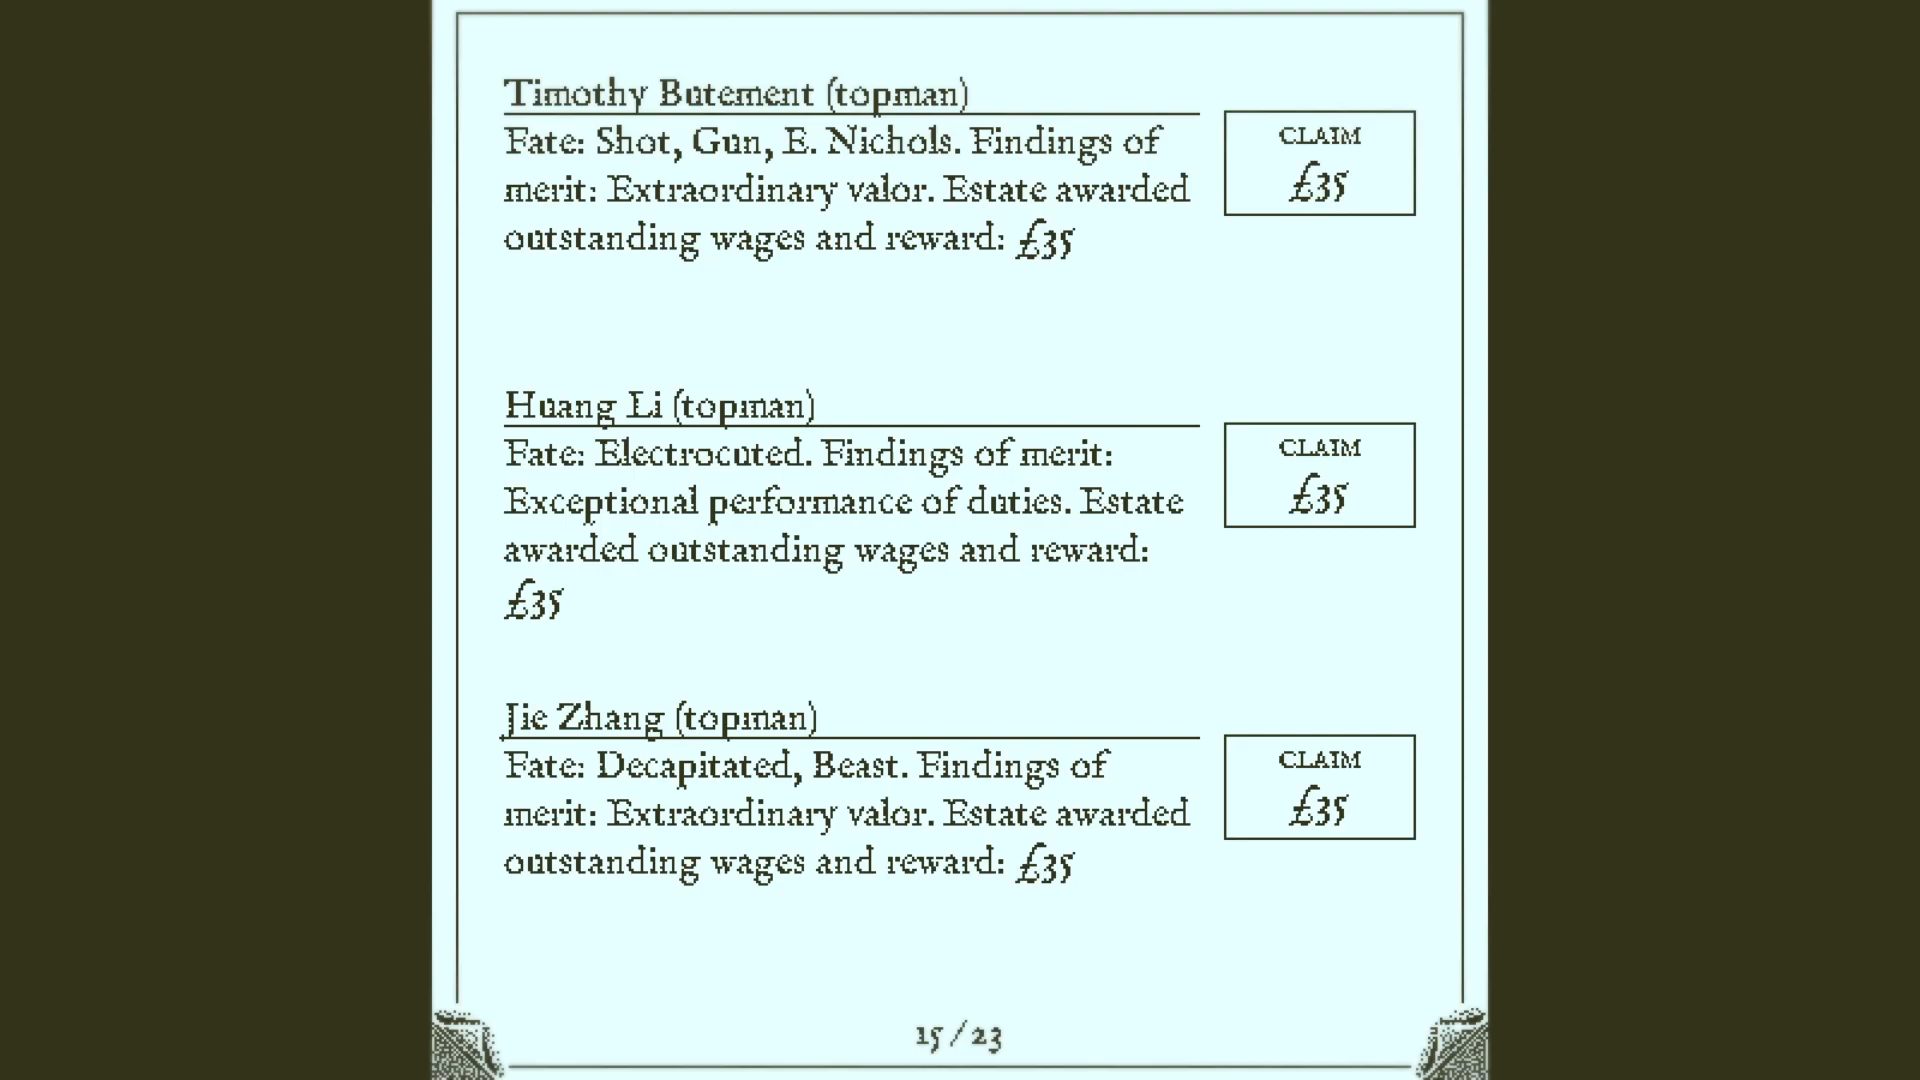 Timothy Butement (topman)
Fate: Shot, Gun, E. Nichols. Findings of
merit: Extraordinary valor. Estate awarded
outstanding wages and reward: £35
CLAIM
£35
Huang Li (topman)
Fate: Electrocuted. Findings of merit:
Exceptional performance of duties. Estate
awarded outstanding wages and reward:
£35
CLAIM
£35
Jie Zhang (topman)
Fate: Decapitated, Beast. Findings of
merit: Extraordinary valor. Estate awarded
outstanding wages and reward: £35
CLAIM
£35
15 / 23